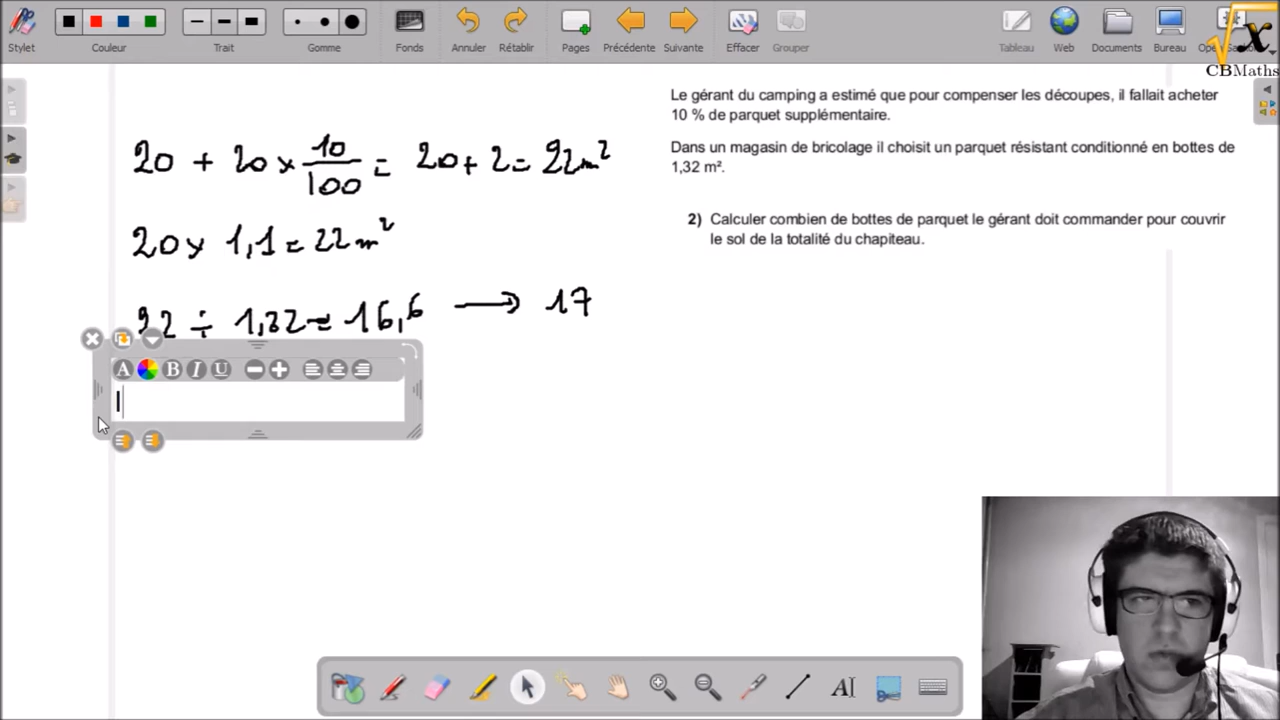 Stylet Couleur Trait Gomme Fonds Annuler Rétablir Pages Précédente Suivante Effacer Grouper Tableau Web Documents Bureau
CBMaths
Le gérant du camping a estimé que pour compenser les découpes, il fallait acheter
10 % de parquet supplémentaire.
Dans un magasin de bricolage il choisit un parquet résistant conditionné en bottes de
1,32 m².
2) Calculer combien de bottes de parquet le gérant doit commander pour couvrir
le sol de la totalité du chapiteau.
20 + 20 × 10/100 = 20 + 2 = 22 m²
20 × 1,1 = 22 m²
22 ÷ 1,32 = 16,6 → 17
A B I U
I
AI